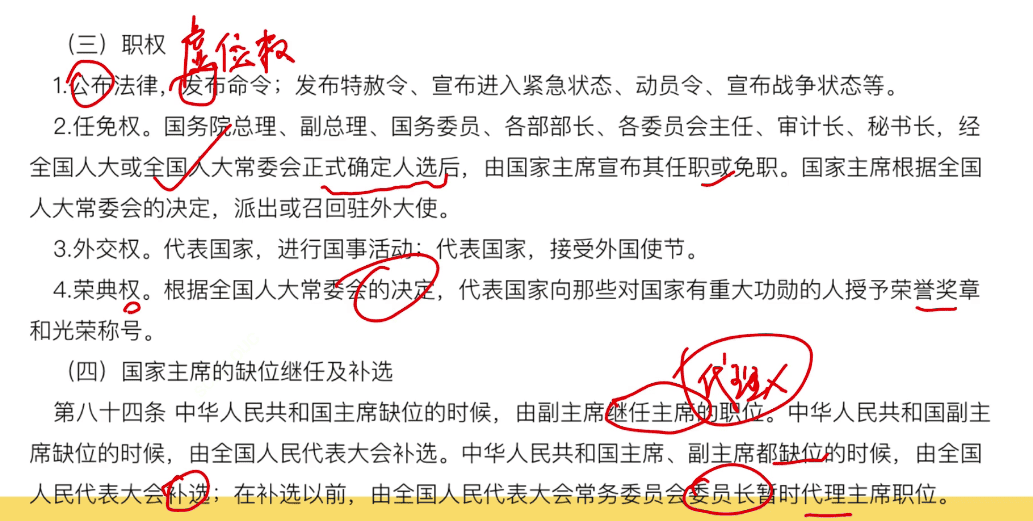 （三）职权 虚位权
1.公布法律，发布命令；发布特赦令、宣布进入紧急状态、动员令、宣布战争状态等。
2.任免权。国务院总理、副总理、国务委员、各部部长、各委员会主任、审计长、秘书长，经
全国人大或全国人大常委会正式确定人选后，由国家主席宣布其任职或免职。国家主席根据全国
人大常委会的决定，派出或召回驻外大使。
3.外交权。代表国家，进行国事活动；代表国家，接受外国使节。
4.荣典权。根据全国人大常委会的决定，代表国家向那些对国家有重大功勋的人授予荣誉奖章
和光荣称号。
（四）国家主席的缺位继任及补选
代理×
第八十四条 中华人民共和国主席缺位的时候，由副主席继任主席的职位。中华人民共和国副主
席缺位的时候，由全国人民代表大会补选。中华人民共和国主席、副主席都缺位的时候，由全国
人民代表大会补选；在补选以前，由全国人民代表大会常务委员会委员长暂时代理主席职位。